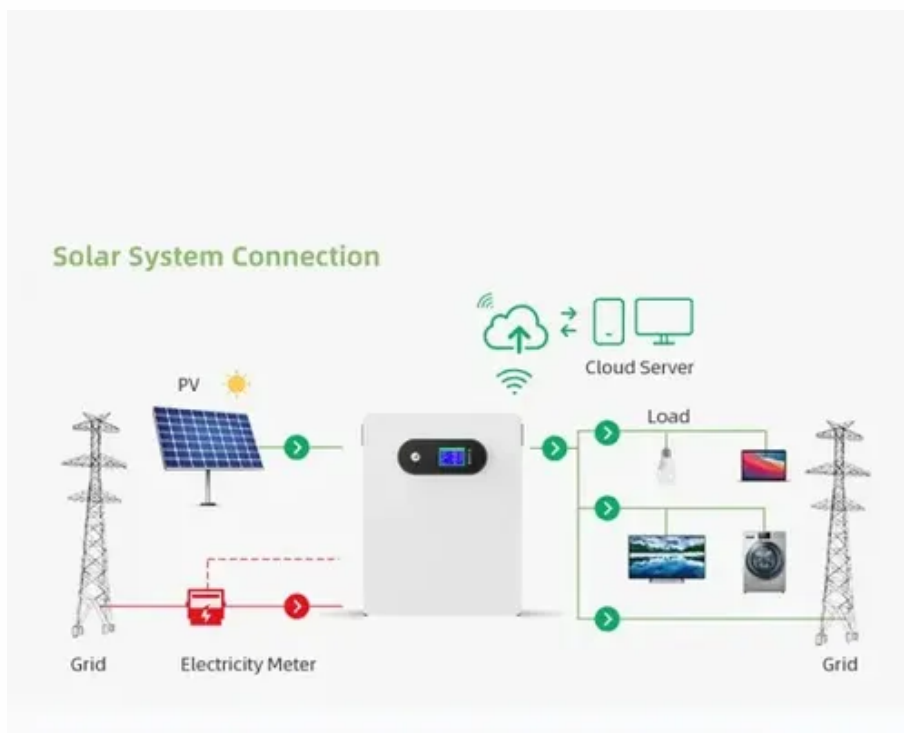 Solar System Connection
Cloud Server
PV
Load
Grid
Electricity Meter
Grid